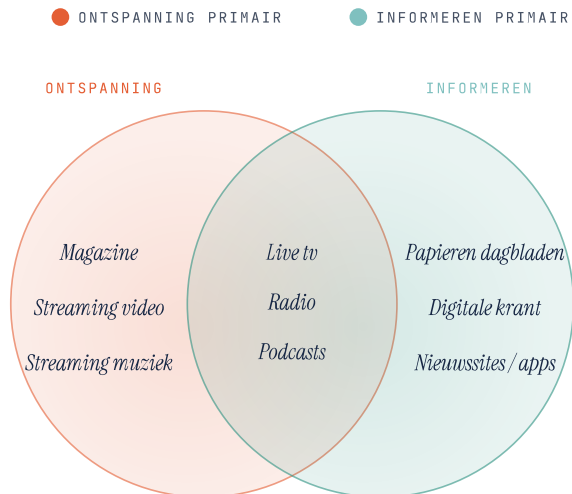 ONTSPANNING PRIMAIR
INFORMEREN PRIMAIR
ONTSPANNING
INFORMEREN
Magazine
Streaming video
Streaming muziek
Live tv
Radio
Podcasts
Papieren dagbladen
Digitale krant
Nieuwssites / apps